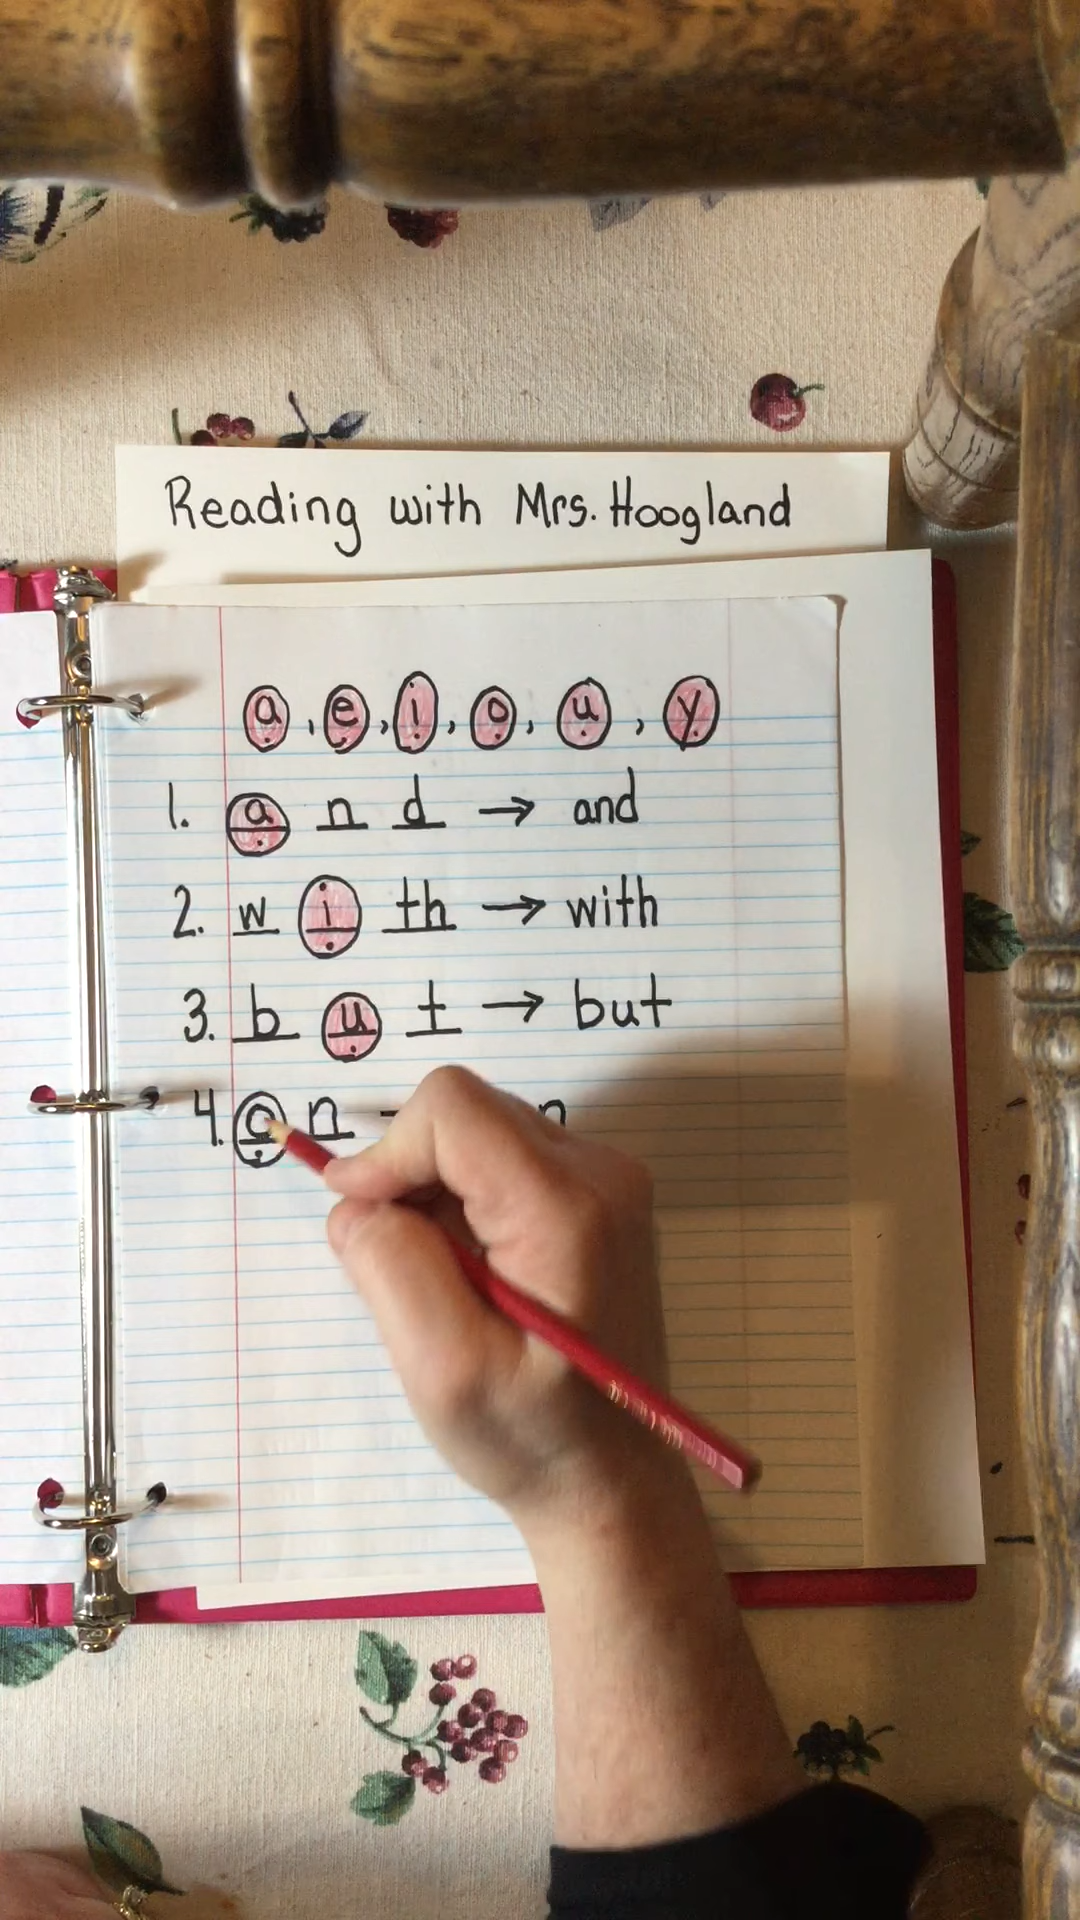 Reading with Mrs. Hoogland
a, e, i, o, u, y
1. a n d → and
2. w i th → with
3. b u t → but
4. o n